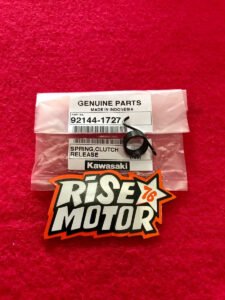 GENUINE PARTS
MADE IN INDONESIA
92144-1727
SPRING,CLUTCH
RELEASE
Kawasaki
RiSE
76
MOTOR